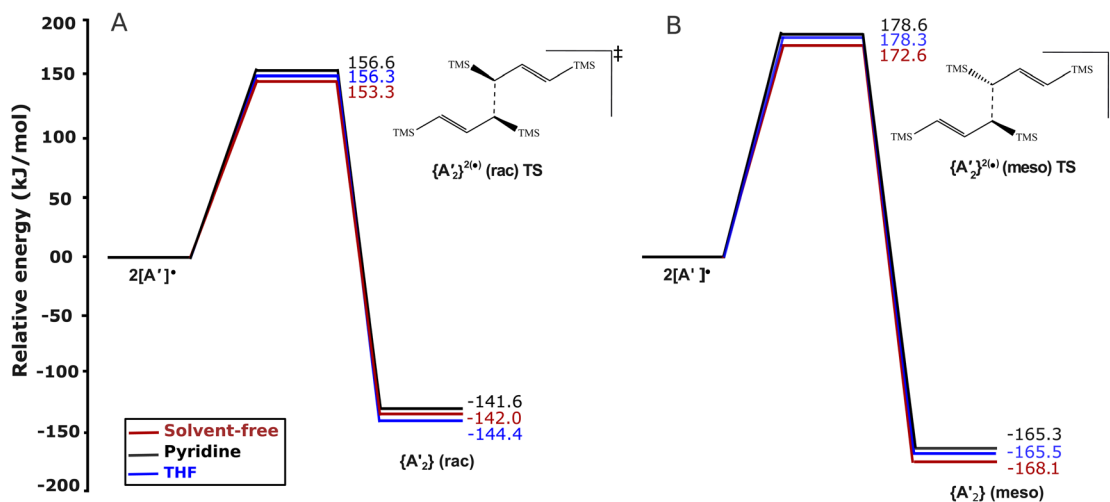 A
B
Relative energy (kJ/mol)
200
150
100
50
00
-50
-100
-150
-200
2[A′]•
156.6
156.3
153.3
TMS
TMS
TMS
TMS
‡
{A′₂}²⁽•⁾ (rac) TS
-141.6
-142.0
-144.4
{A'₂} (rac)
Solvent-free
Pyridine
THF
2[A' ]•
178.6
178.3
172.6
TMS
TMS
TMS
TMS
‡
{A′₂}²⁽•⁾ (meso) TS
-165.3
-165.5
-168.1
{A'₂} (meso)